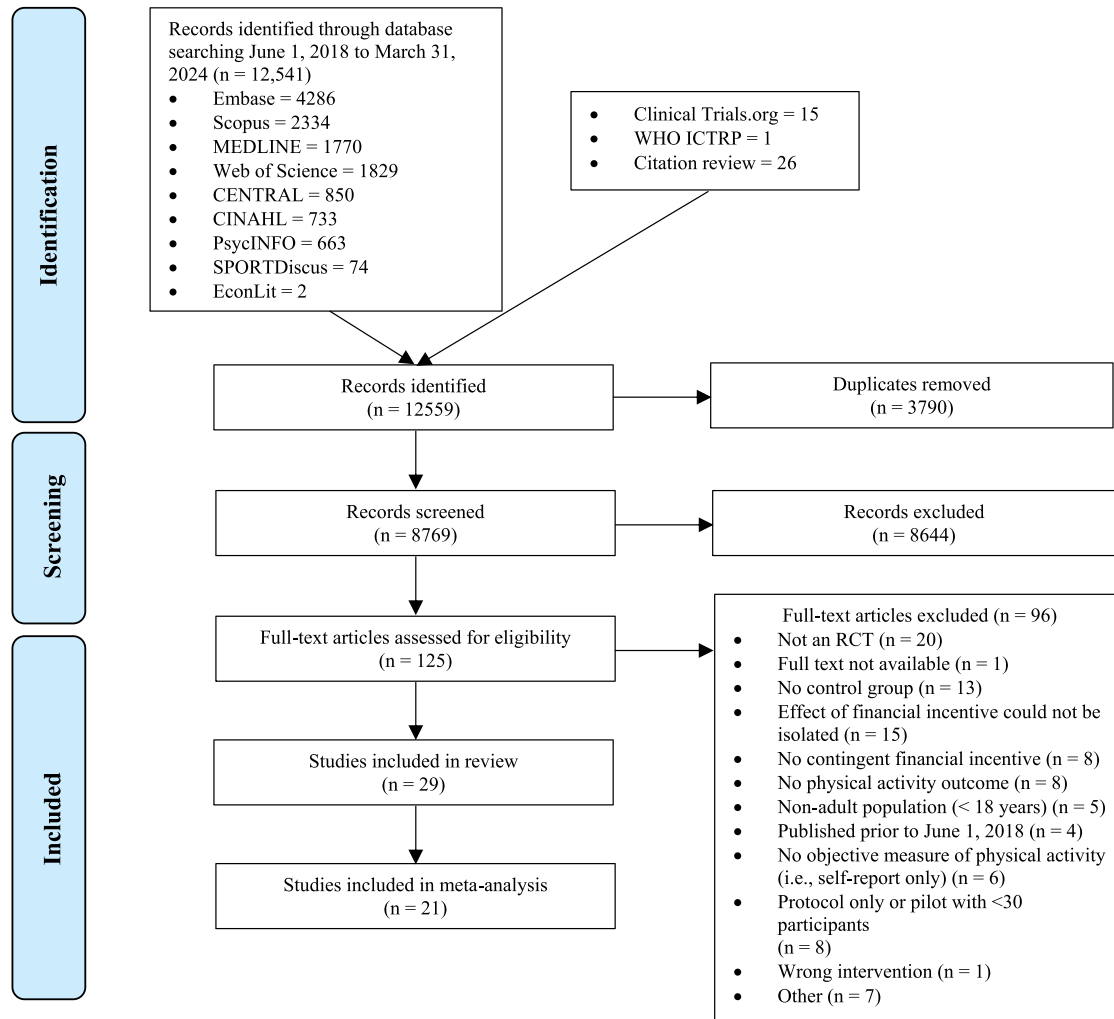 Identification
Records identified through database
searching June 1, 2018 to March 31,
2024 (n = 12,541)
• Embase = 4286
• Scopus = 2334
• MEDLINE = 1770
• Web of Science = 1829
• CENTRAL = 850
• CINAHL = 733
• PsycINFO = 663
• SPORTDiscus = 74
• EconLit = 2
• Clinical Trials.org = 15
• WHO ICTRP = 1
• Citation review = 26
Records identified
(n = 12559)
Duplicates removed
(n = 3790)
Screening
Records screened
(n = 8769)
Records excluded
(n = 8644)
Included
Full-text articles assessed for eligibility
(n = 125)
Full-text articles excluded (n = 96)
• Not an RCT (n = 20)
• Full text not available (n = 1)
• No control group (n = 13)
• Effect of financial incentive could not be
isolated (n = 15)
• No contingent financial incentive (n = 8)
• No physical activity outcome (n = 8)
• Non-adult population (< 18 years) (n = 5)
• Published prior to June 1, 2018 (n = 4)
• No objective measure of physical activity
(i.e., self-report only) (n = 6)
• Protocol only or pilot with <30
participants
(n = 8)
• Wrong intervention (n = 1)
• Other (n = 7)
Studies included in review
(n = 29)
Studies included in meta-analysis
(n = 21)